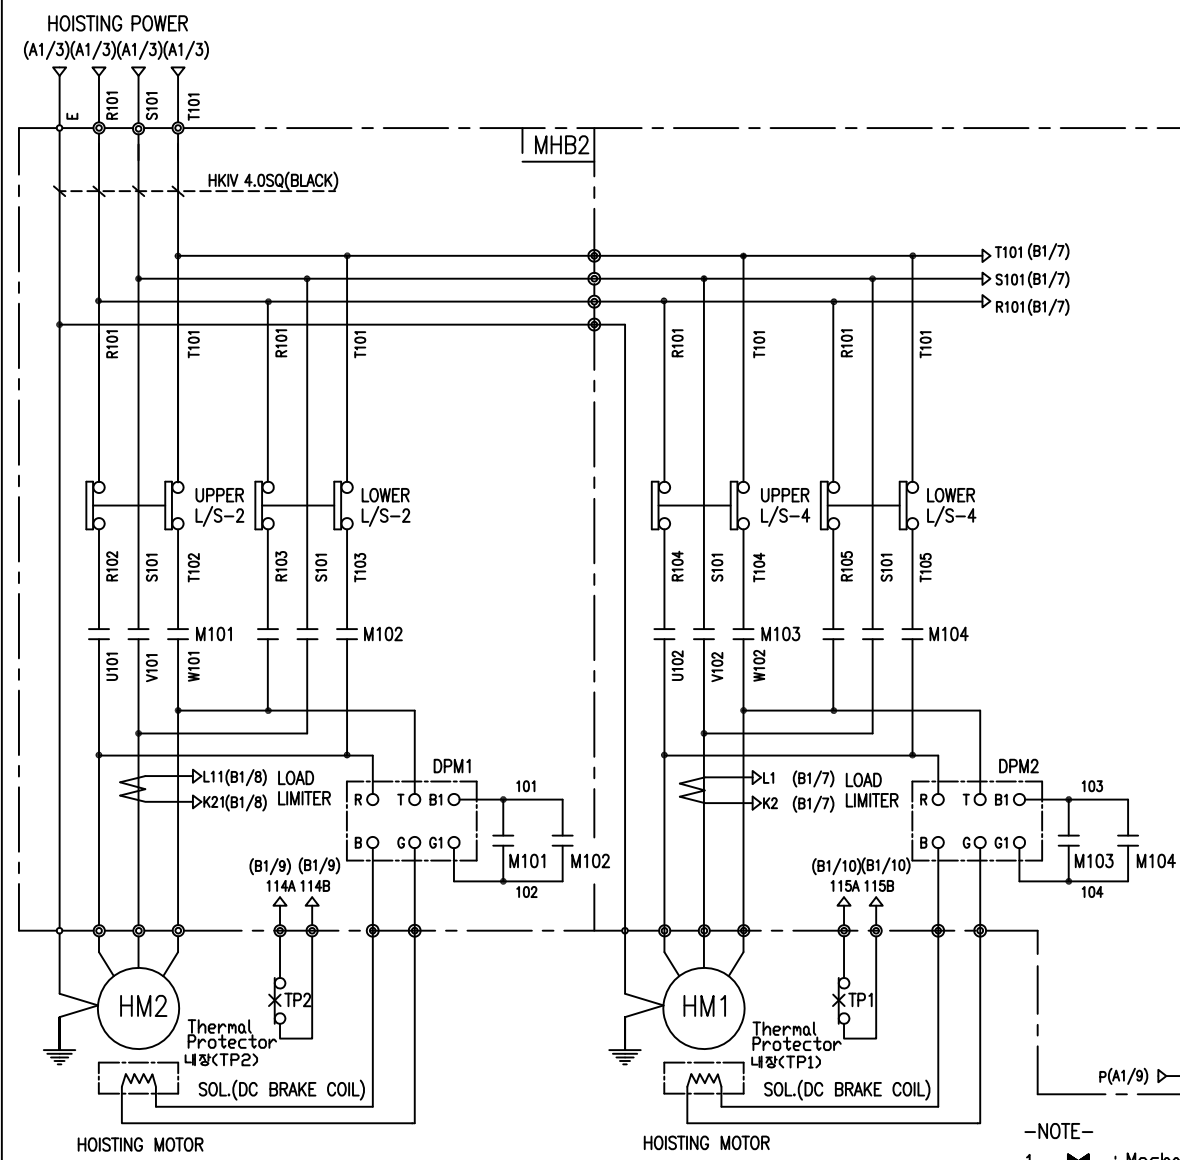 HOISTING POWER
(A1/3)(A1/3)(A1/3)(A1/3)
E R101 S101 T101
MHB2
HKIV 4.0SQ(BLACK)
T101 (B1/7)
S101 (B1/7)
R101 (B1/7)
R101 T101 R101 T101 R101 T101 R101 T101
UPPER L/S-2
LOWER L/S-2
UPPER L/S-4
LOWER L/S-4
R102 S101 T102 R103 S101 T103 R104 S101 T104 R105 S101 T105
M101 M102 M103 M104
U101 V101 W101 U102 V102 W102
L11(B1/8) LOAD
K21(B1/8) LIMITER
DPM1
R T B1
B G G1
101
M101 M102
102
L1 (B1/7) LOAD
K2 (B1/7) LIMITER
DPM2
R T B1
B G G1
103
M103 M104
104
(B1/9) (B1/9)
114A 114B
(B1/10)(B1/10)
115A 115B
HM2
TP2
Thermal
Protector
내장(TP2)
SOL.(DC BRAKE COIL)
HOISTING MOTOR
HM1
TP1
Thermal
Protector
내장(TP1)
SOL.(DC BRAKE COIL)
HOISTING MOTOR
P(A1/9)
-NOTE-